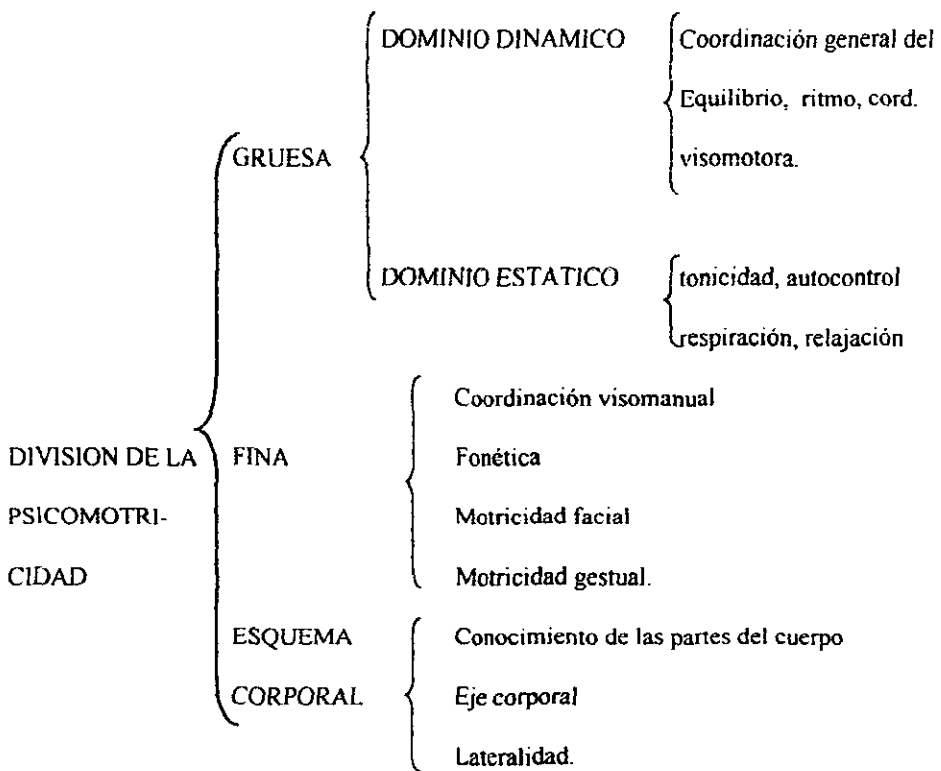 DOMINIO DINAMICO
Coordinación general del
Equilibrio, ritmo, cord.
visomotora.
GRUESA
DOMINIO ESTATICO
tonicidad, autocontrol
respiración, relajación
DIVISION DE LA
PSICOMOTRI-
CIDAD
FINA
Coordinación visomanual
Fonética
Motricidad facial
Motricidad gestual.
ESQUEMA
CORPORAL
Conocimiento de las partes del cuerpo
Eje corporal
Lateralidad.